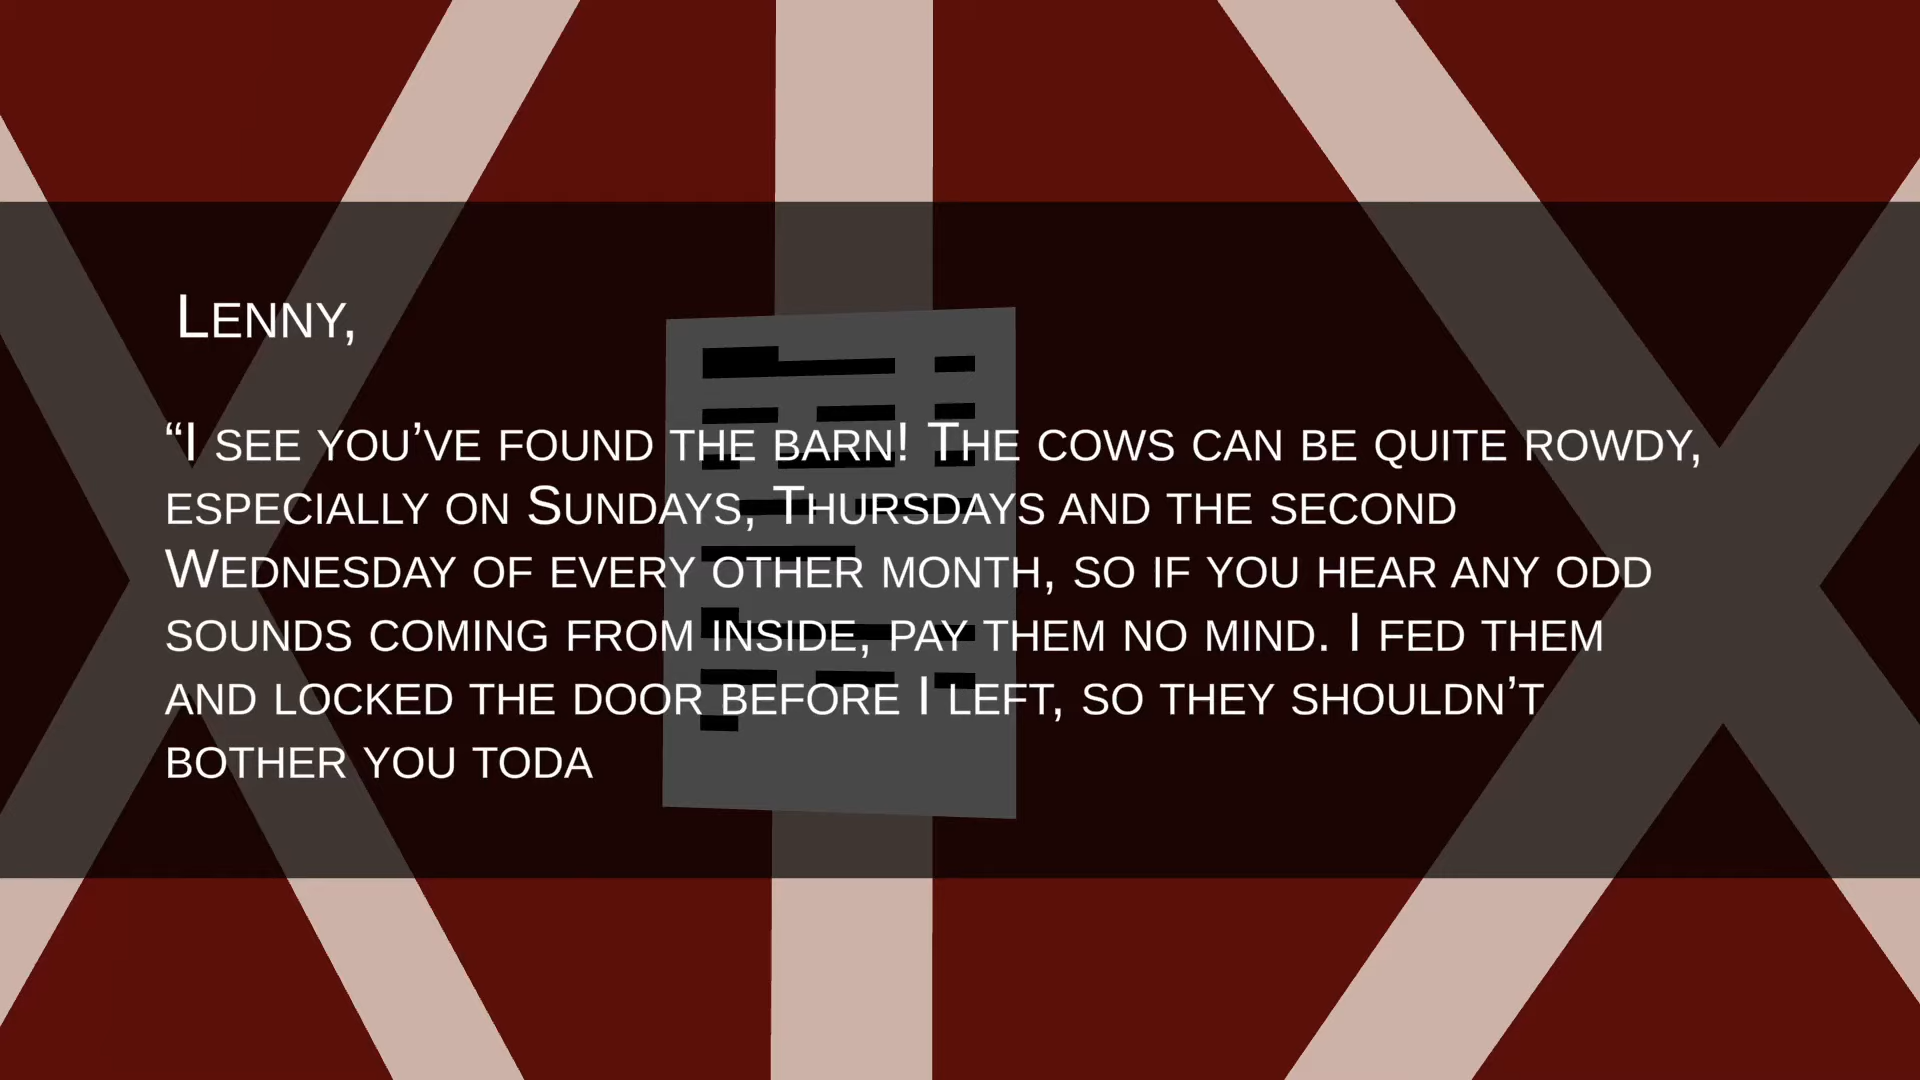 Lenny,
“I see you’ve found the barn! The cows can be quite rowdy,
especially on Sundays, Thursdays and the second
Wednesday of every other month, so if you hear any odd
sounds coming from inside, pay them no mind. I fed them
and locked the door before I left, so they shouldn’t
bother you toda